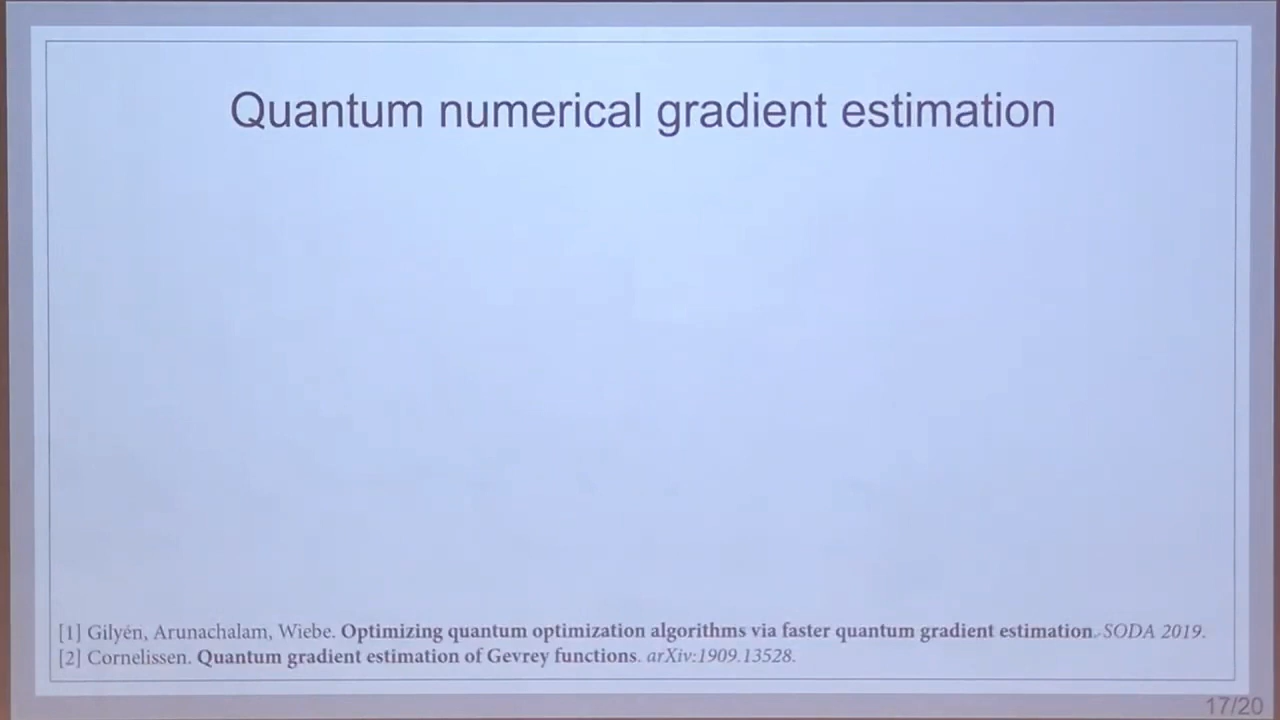 Quantum numerical gradient estimation
[1] Gilyén, Arunachalam, Wiebe. Optimizing quantum optimization algorithms via faster quantum gradient estimation. SODA 2019.
[2] Cornelissen. Quantum gradient estimation of Gevrey functions. arXiv:1909.13528.
17/20